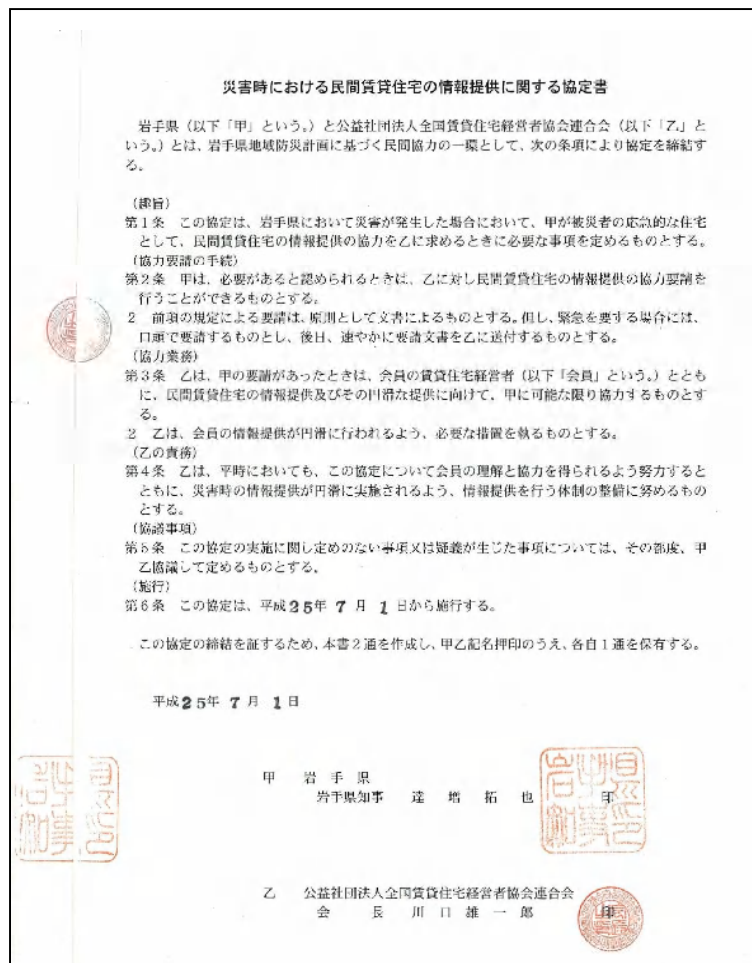 災害時における民間賃貸住宅の情報提供に関する協定書
岩手県（以下「甲」という。）と公益社団法人全国賃貸住宅経営者協会連合会（以下「乙」と
いう。）とは、岩手県地域防災計画に基づく民間協力の一環として、次の条項により協定を締結す
る。
（趣旨）
第1条　この協定は、岩手県において災害が発生した場合において、甲が被災者の応急的な住宅
として、民間賃貸住宅の情報提供の協力を乙に求めるときに必要な事項を定めるものとする。
（協力要請の手続）
第2条　甲は、必要があると認められるときは、乙に対し民間賃貸住宅の情報提供の協力要請を
行うことができるものとする。
2　前項の規定による要請は、原則として文書によるものとする。但し、緊急を要する場合には、
口頭で要請するものとし、後日、速やかに要請文書を乙に送付するものとする。
（協力業務）
第3条　乙は、甲の要請があったときは、会員の賃貸住宅経営者（以下「会員」という。）ととも
に、民間賃貸住宅の情報提供及びその円滑な提供に向けて、甲に可能な限り協力するものとす
る。
2　乙は、会員の情報提供が円滑に行われるよう、必要な措置を執るものとする。
（乙の責務）
第4条　乙は、平時においても、この協定について会員の理解と協力を得られるよう努力すると
ともに、災害時の情報提供が円滑に実施されるよう、情報提供を行う体制の整備に努めるもの
とする。
（協議事項）
第5条　この協定の実施に関し定めのない事項又は疑義が生じた事項については、その都度、甲
乙協議して定めるものとする。
（施行）
第6条　この協定は、平成25年 7 月 1 日から施行する。
この協定の締結を証するため、本書2通を作成し、甲乙記名押印のうえ、各自1通を保有する。
平成25年 7 月 1 日
甲　岩 手 県
岩手県知事　達 増 拓 也　印
乙　公益社団法人全国賃貸住宅経営者協会連合会
会　長　川 口 雄 一 郎　印